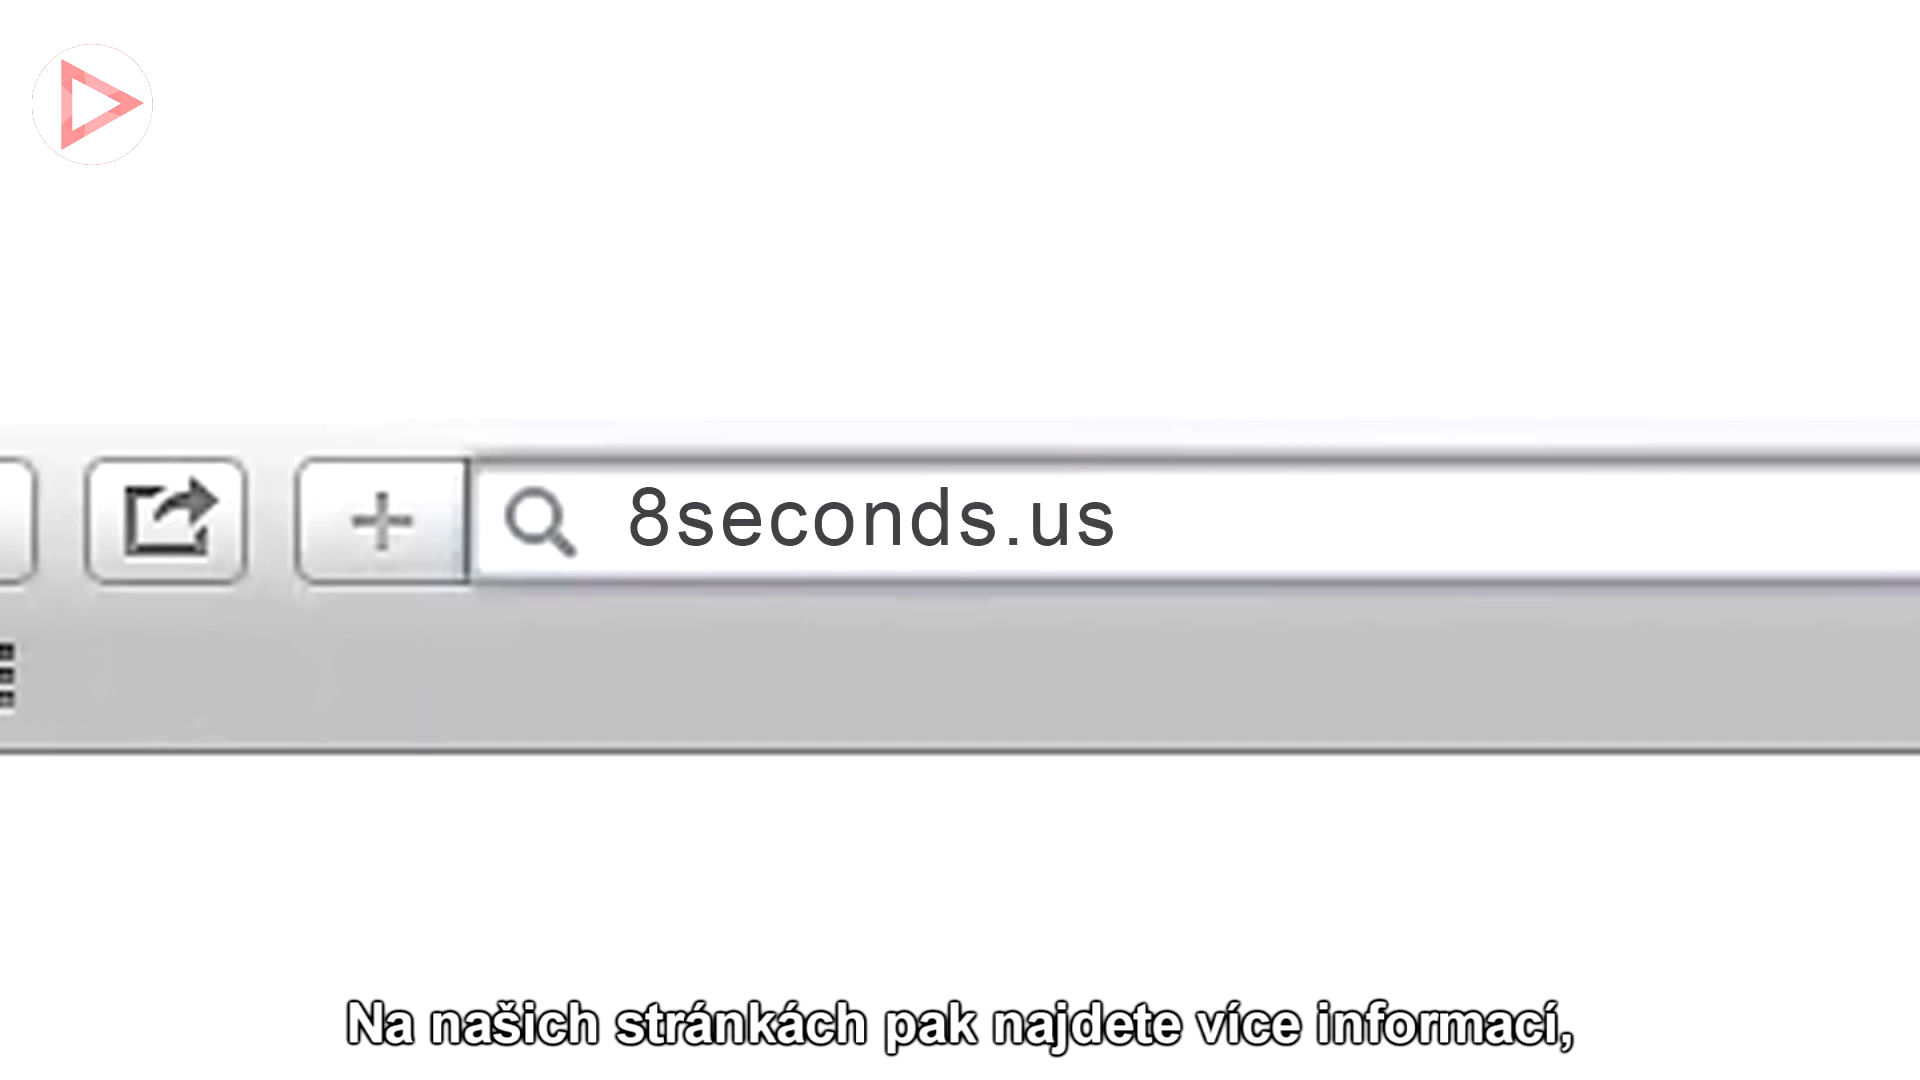 8seconds.us
Na našich stránkách pak najdete více informací,